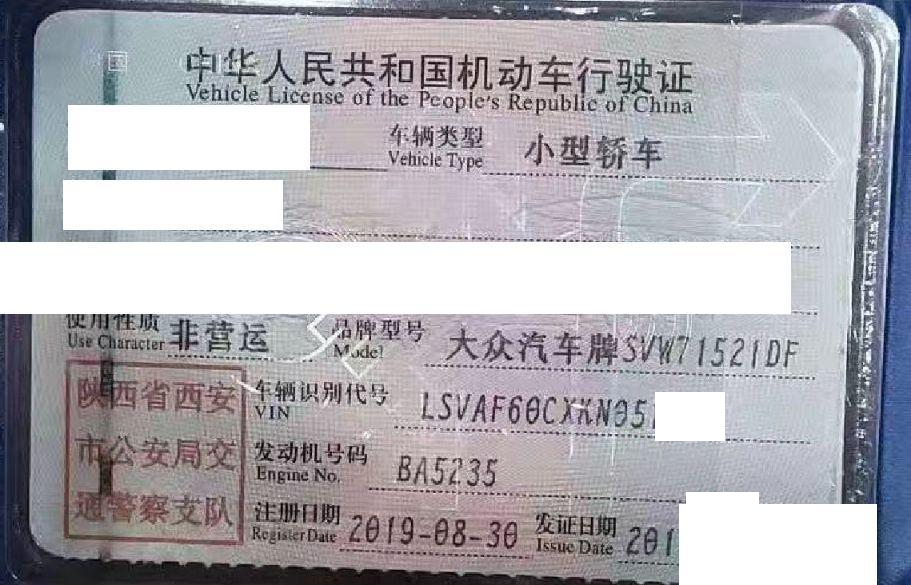 中华人民共和国机动车行驶证
Vehicle License of the People's Republic of China
车辆类型 小型轿车
Vehicle Type
使用性质 非营运
Use Character
品牌型号 大众汽车牌SVW71521DF
Model
陕西省西安
市公安局交
通警察支队
车辆识别代号 LSVAF60CXKN05
VIN
发动机号码 BA5235
Engine No.
注册日期 2019-08-30
Register Date
发证日期 201
Issue Date